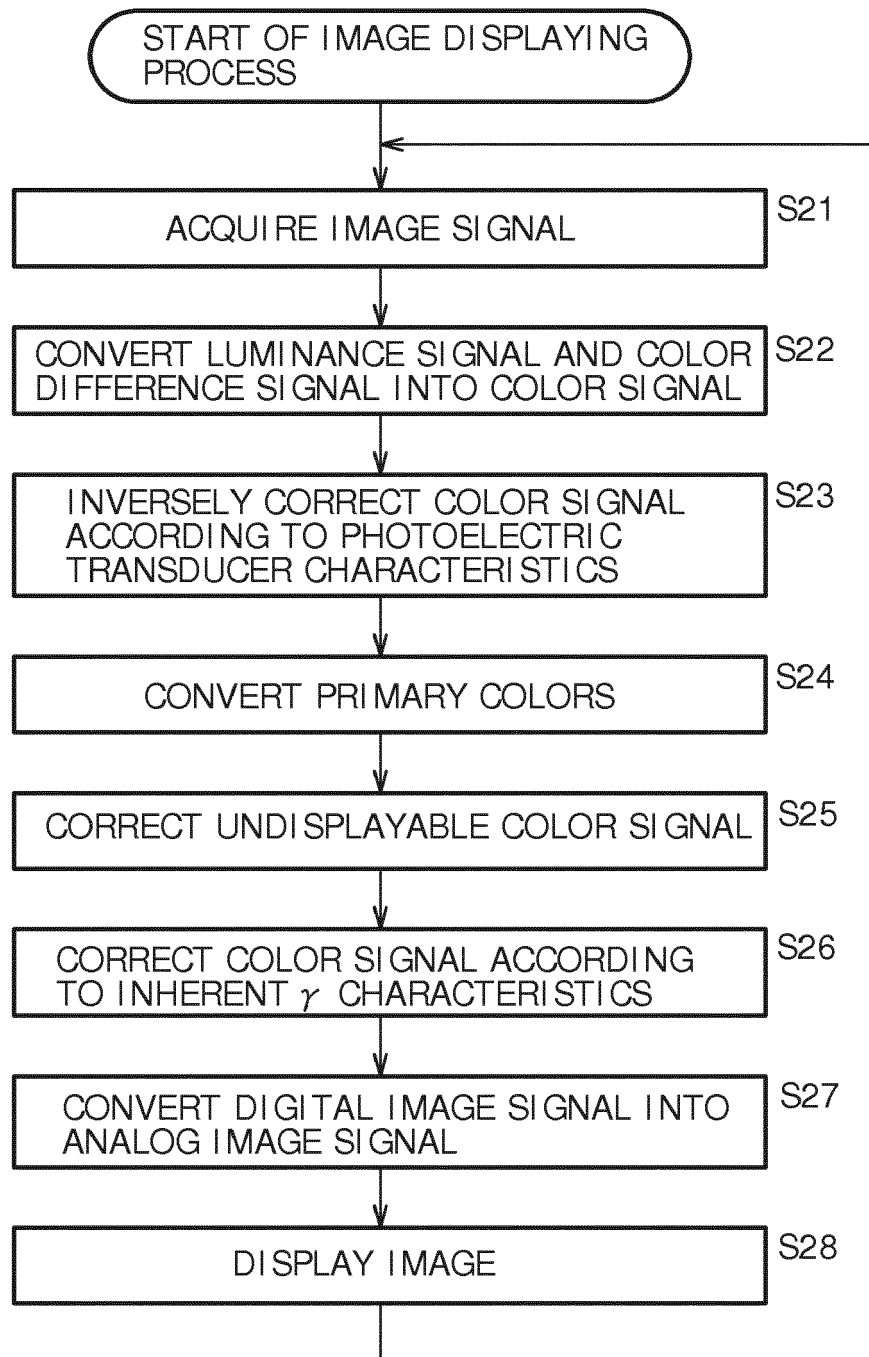 START OF IMAGE DISPLAYING
PROCESS
ACQUIRE IMAGE SIGNAL
S21
CONVERT LUMINANCE SIGNAL AND COLOR
DIFFERENCE SIGNAL INTO COLOR SIGNAL
S22
INVERSELY CORRECT COLOR SIGNAL
ACCORDING TO PHOTOELECTRIC
TRANSDUCER CHARACTERISTICS
S23
CONVERT PRIMARY COLORS
S24
CORRECT UNDISPLAYABLE COLOR SIGNAL
S25
CORRECT COLOR SIGNAL ACCORDING
TO INHERENT γ CHARACTERISTICS
S26
CONVERT DIGITAL IMAGE SIGNAL INTO
ANALOG IMAGE SIGNAL
S27
DISPLAY IMAGE
S28